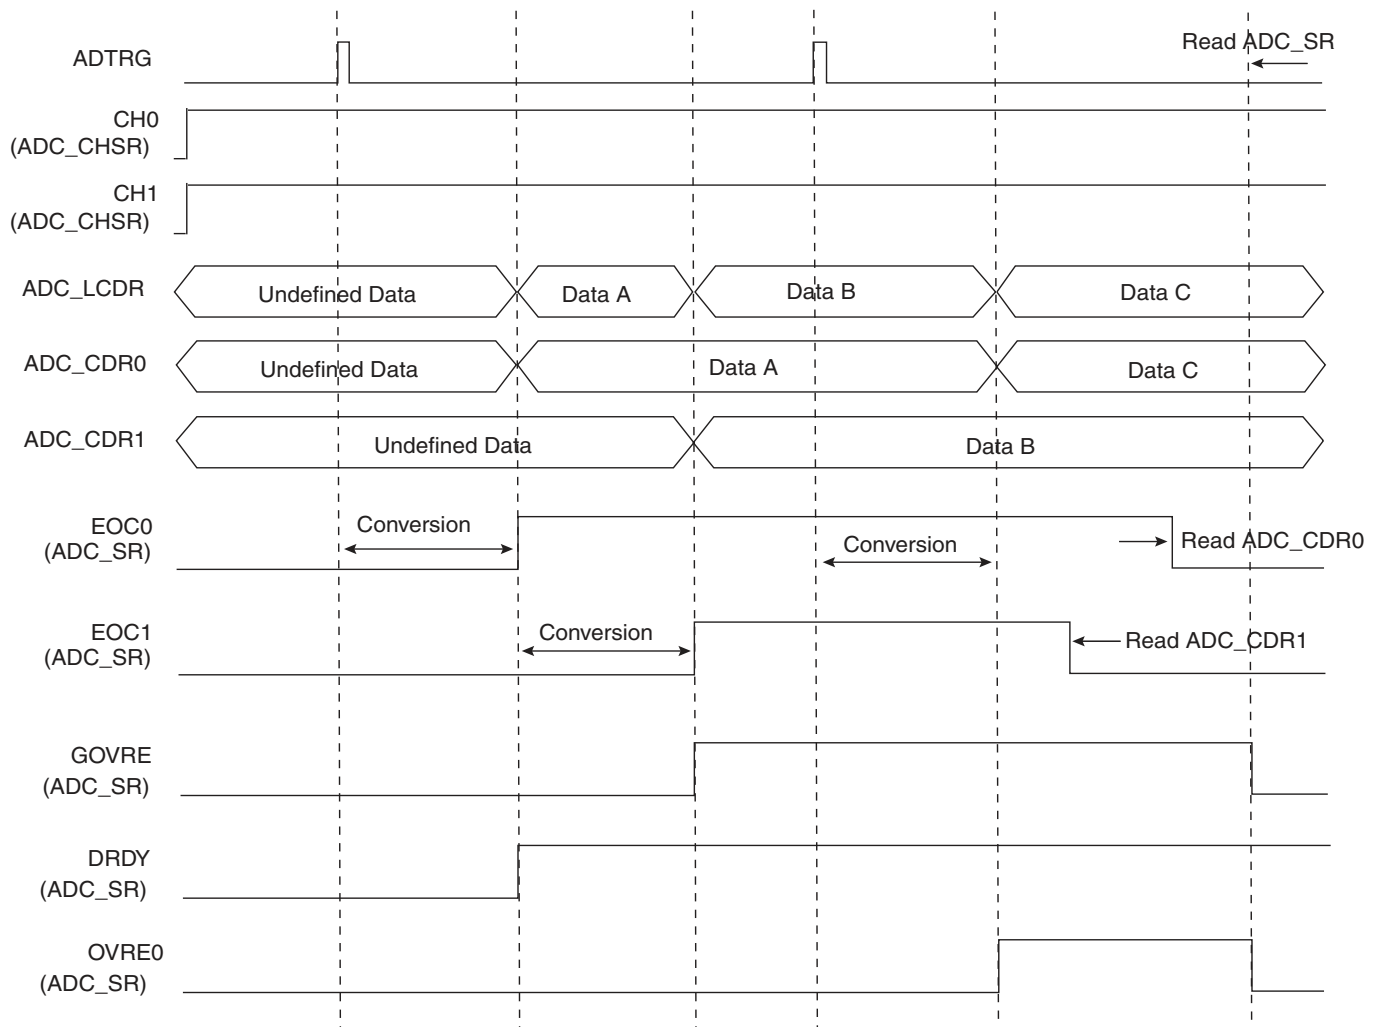 ADTRG
Read ADC_SR
CH0
(ADC_CHSR)
CH1
(ADC_CHSR)
ADC_LCDR
Undefined Data
Data A
Data B
Data C
ADC_CDR0
Undefined Data
Data A
Data C
ADC_CDR1
Undefined Data
Data B
EOC0
(ADC_SR)
Conversion
Conversion
Read ADC_CDR0
EOC1
(ADC_SR)
Conversion
Read ADC_CDR1
GOVRE
(ADC_SR)
DRDY
(ADC_SR)
OVRE0
(ADC_SR)